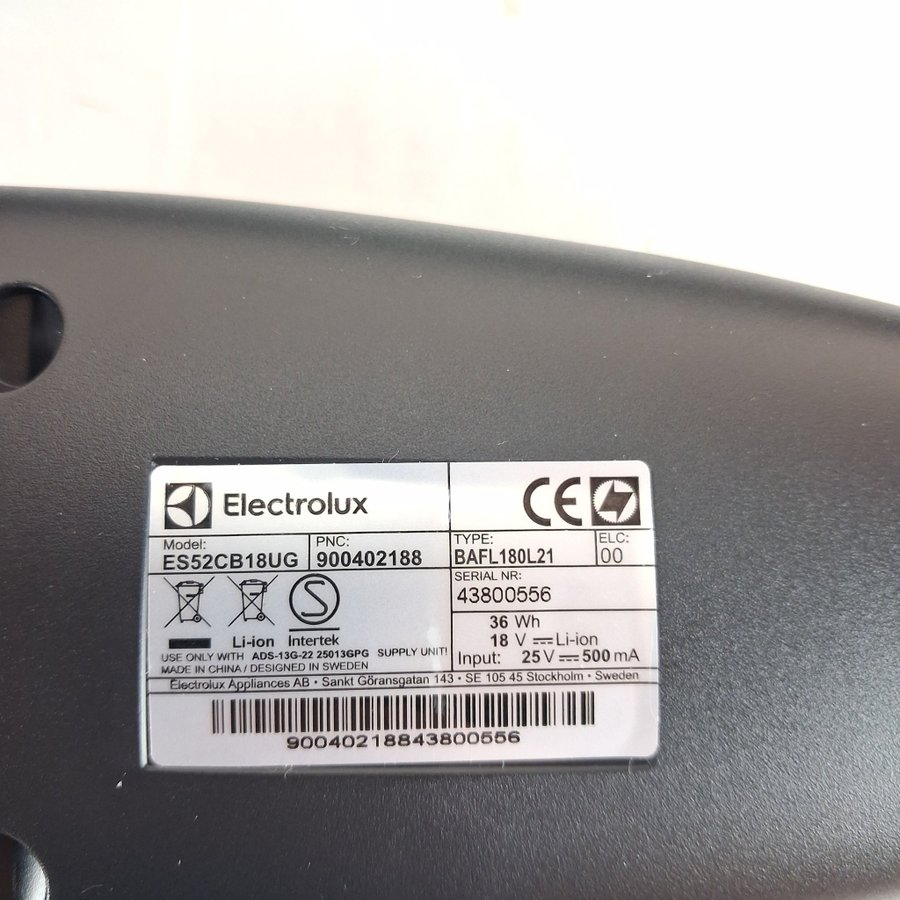 Electrolux
CE
Model:
ES52CB18UG
PNC:
900402188
TYPE:
BAFL180L21
ELC:
00
SERIAL NR:
43800556
Li-ion
S
Intertek
36 Wh
18 V Li-ion
Input: 25V 500 mA
USE ONLY WITH ADS-13G-22 25013GPG SUPPLY UNIT!
MADE IN CHINA / DESIGNED IN SWEDEN
Electrolux Appliances AB · Sankt Göransgatan 143 · SE 105 45 Stockholm · Sweden
90040218843800556